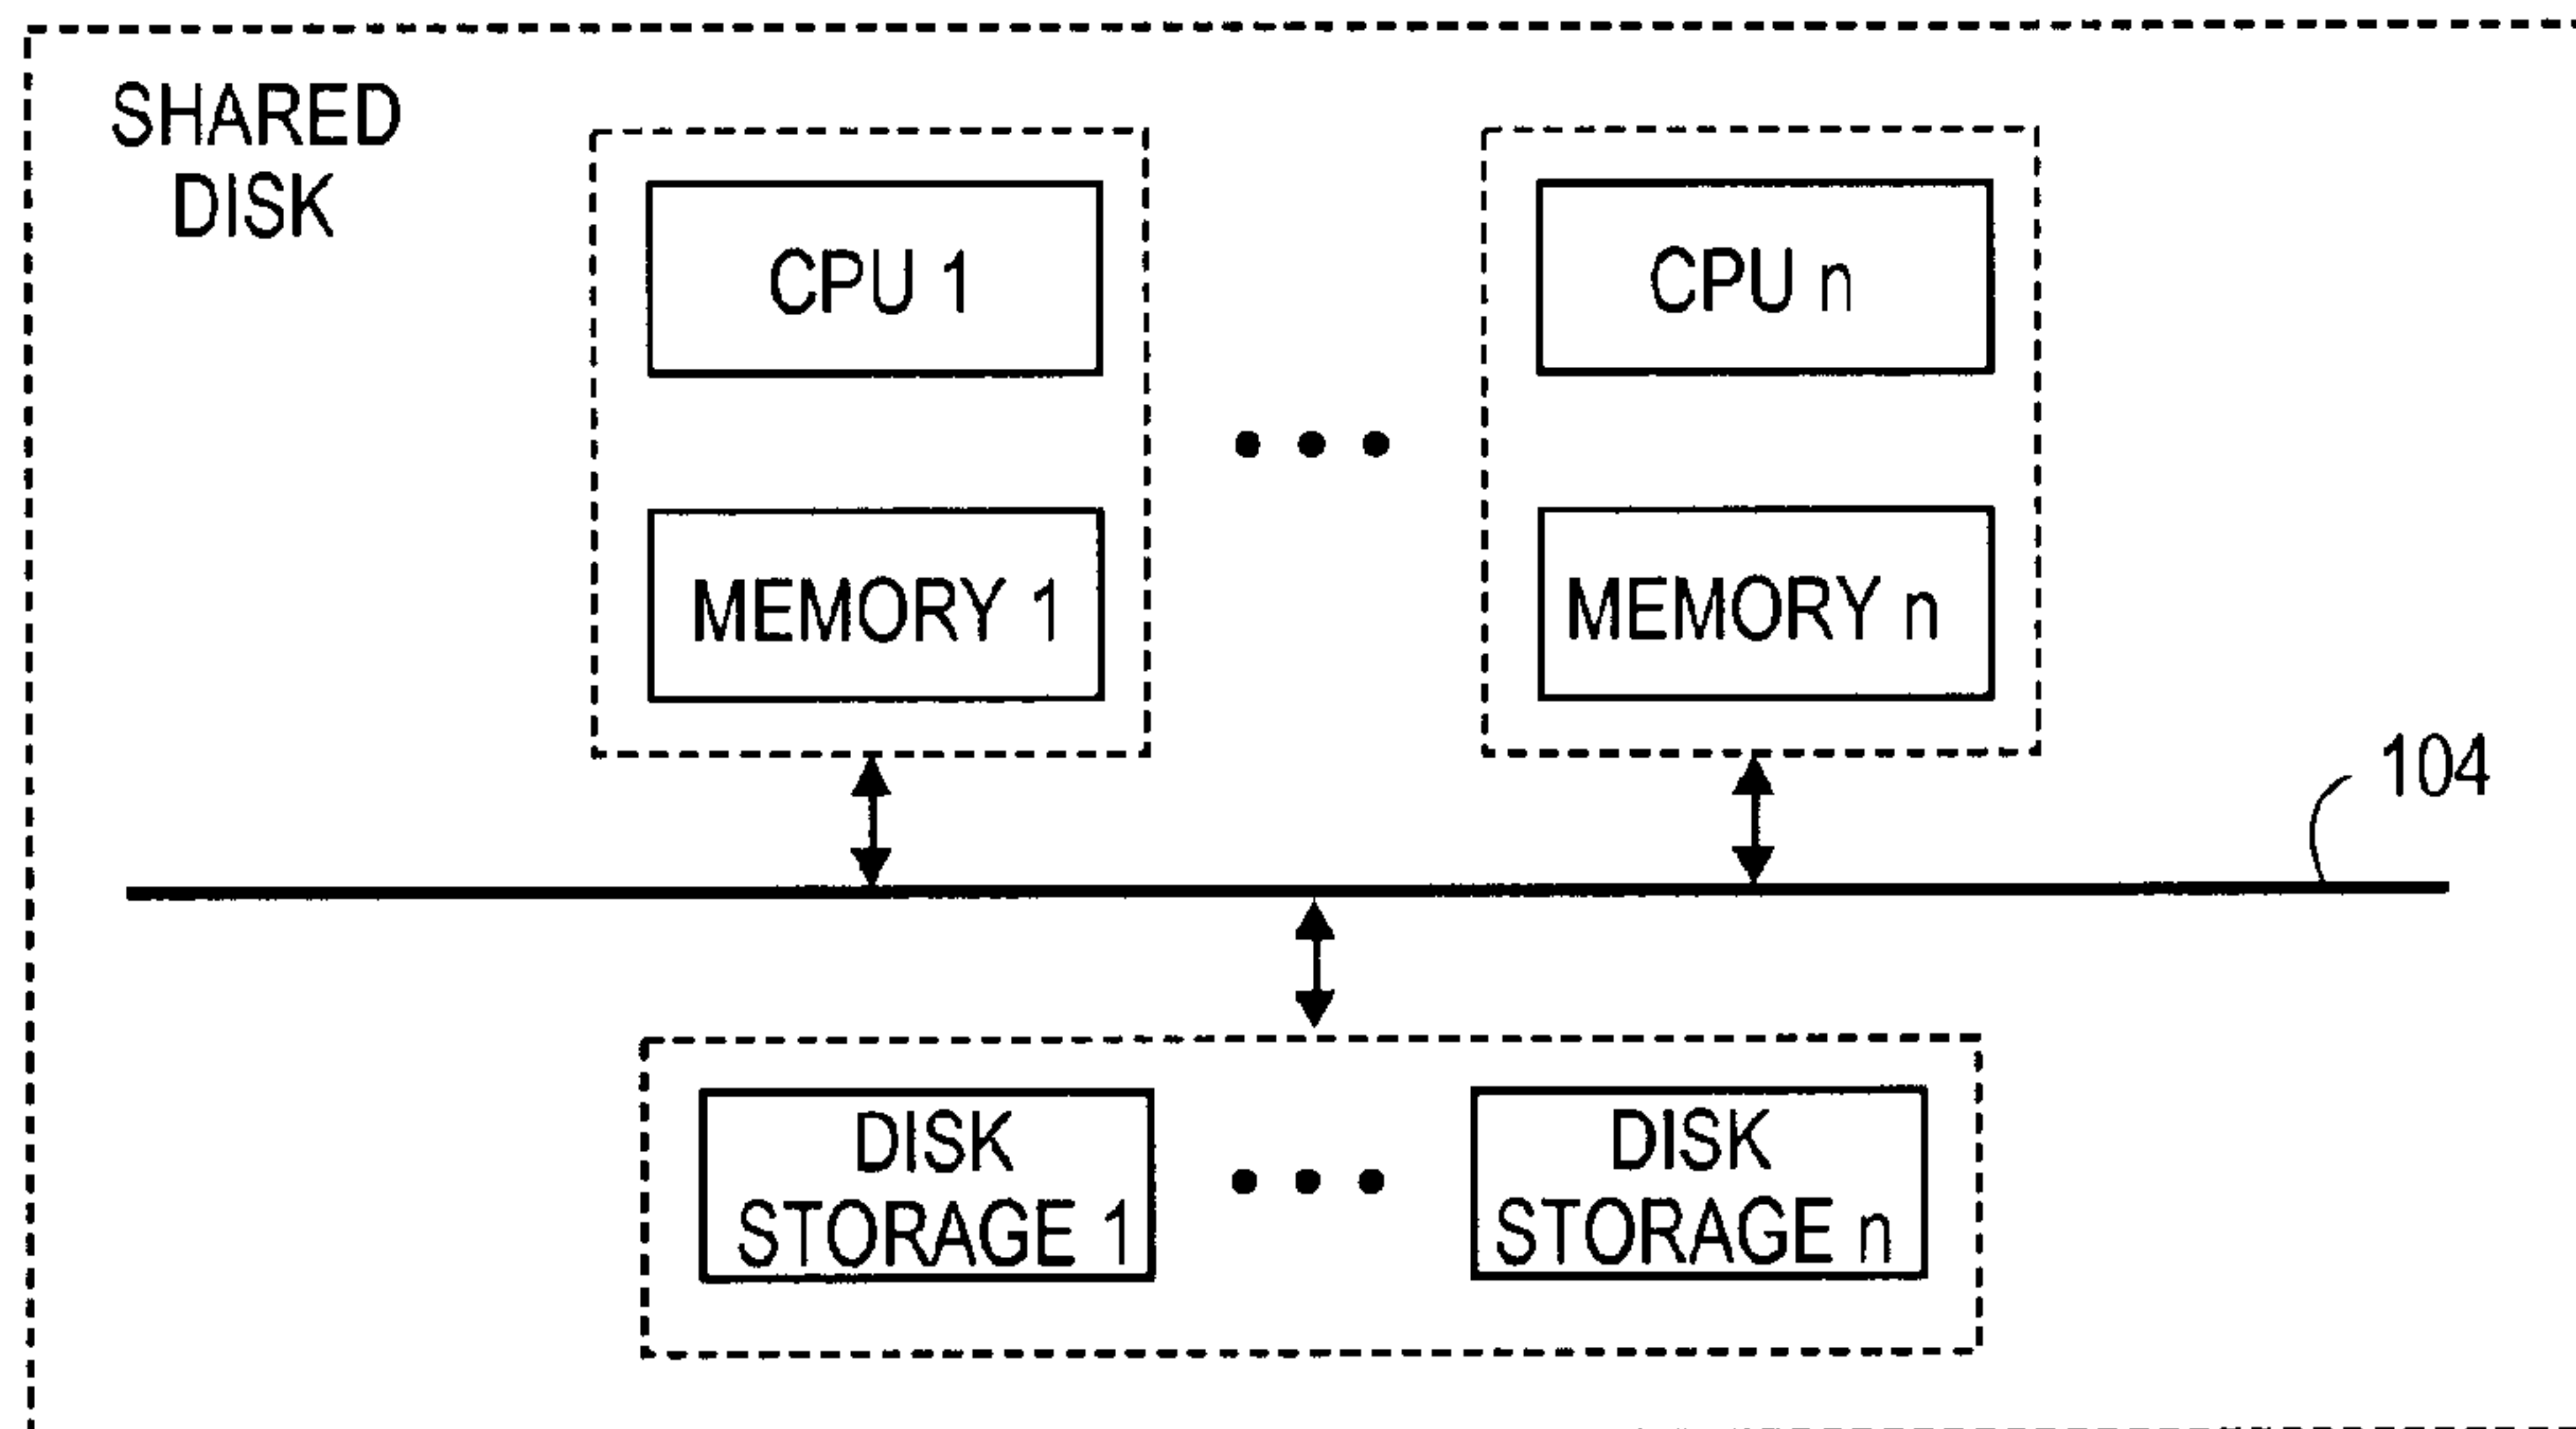 SHARED
DISK
CPU 1
CPU n
MEMORY 1
MEMORY n
104
DISK
STORAGE 1
DISK
STORAGE n